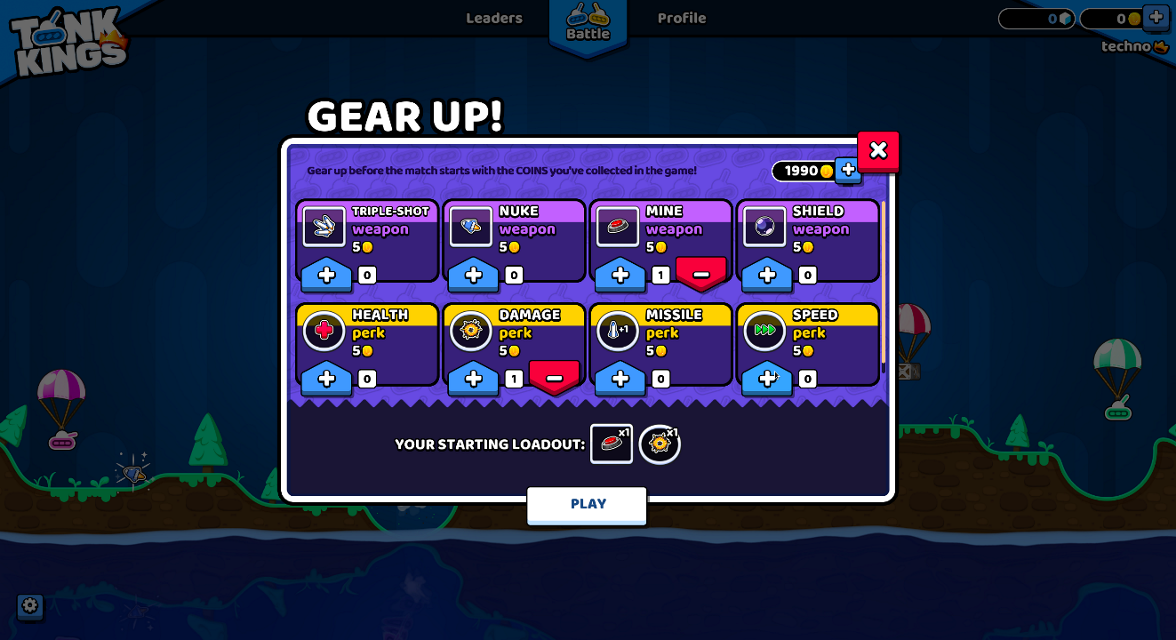 TANK
KINGS
Leaders
Battle
Profile
0
0
+
techno
GEAR UP!
Gear up before the match starts with the COINS you've collected in the game!
1990
+
TRIPLE-SHOT
weapon
5
+
0
NUKE
weapon
5
+
0
MINE
weapon
5
+
1
−
SHIELD
weapon
5
+
0
HEALTH
perk
5
+
0
DAMAGE
perk
5
+
1
−
+1
MISSILE
perk
5
+
0
SPEED
perk
5
+
0
YOUR STARTING LOADOUT:
x1
x1
PLAY